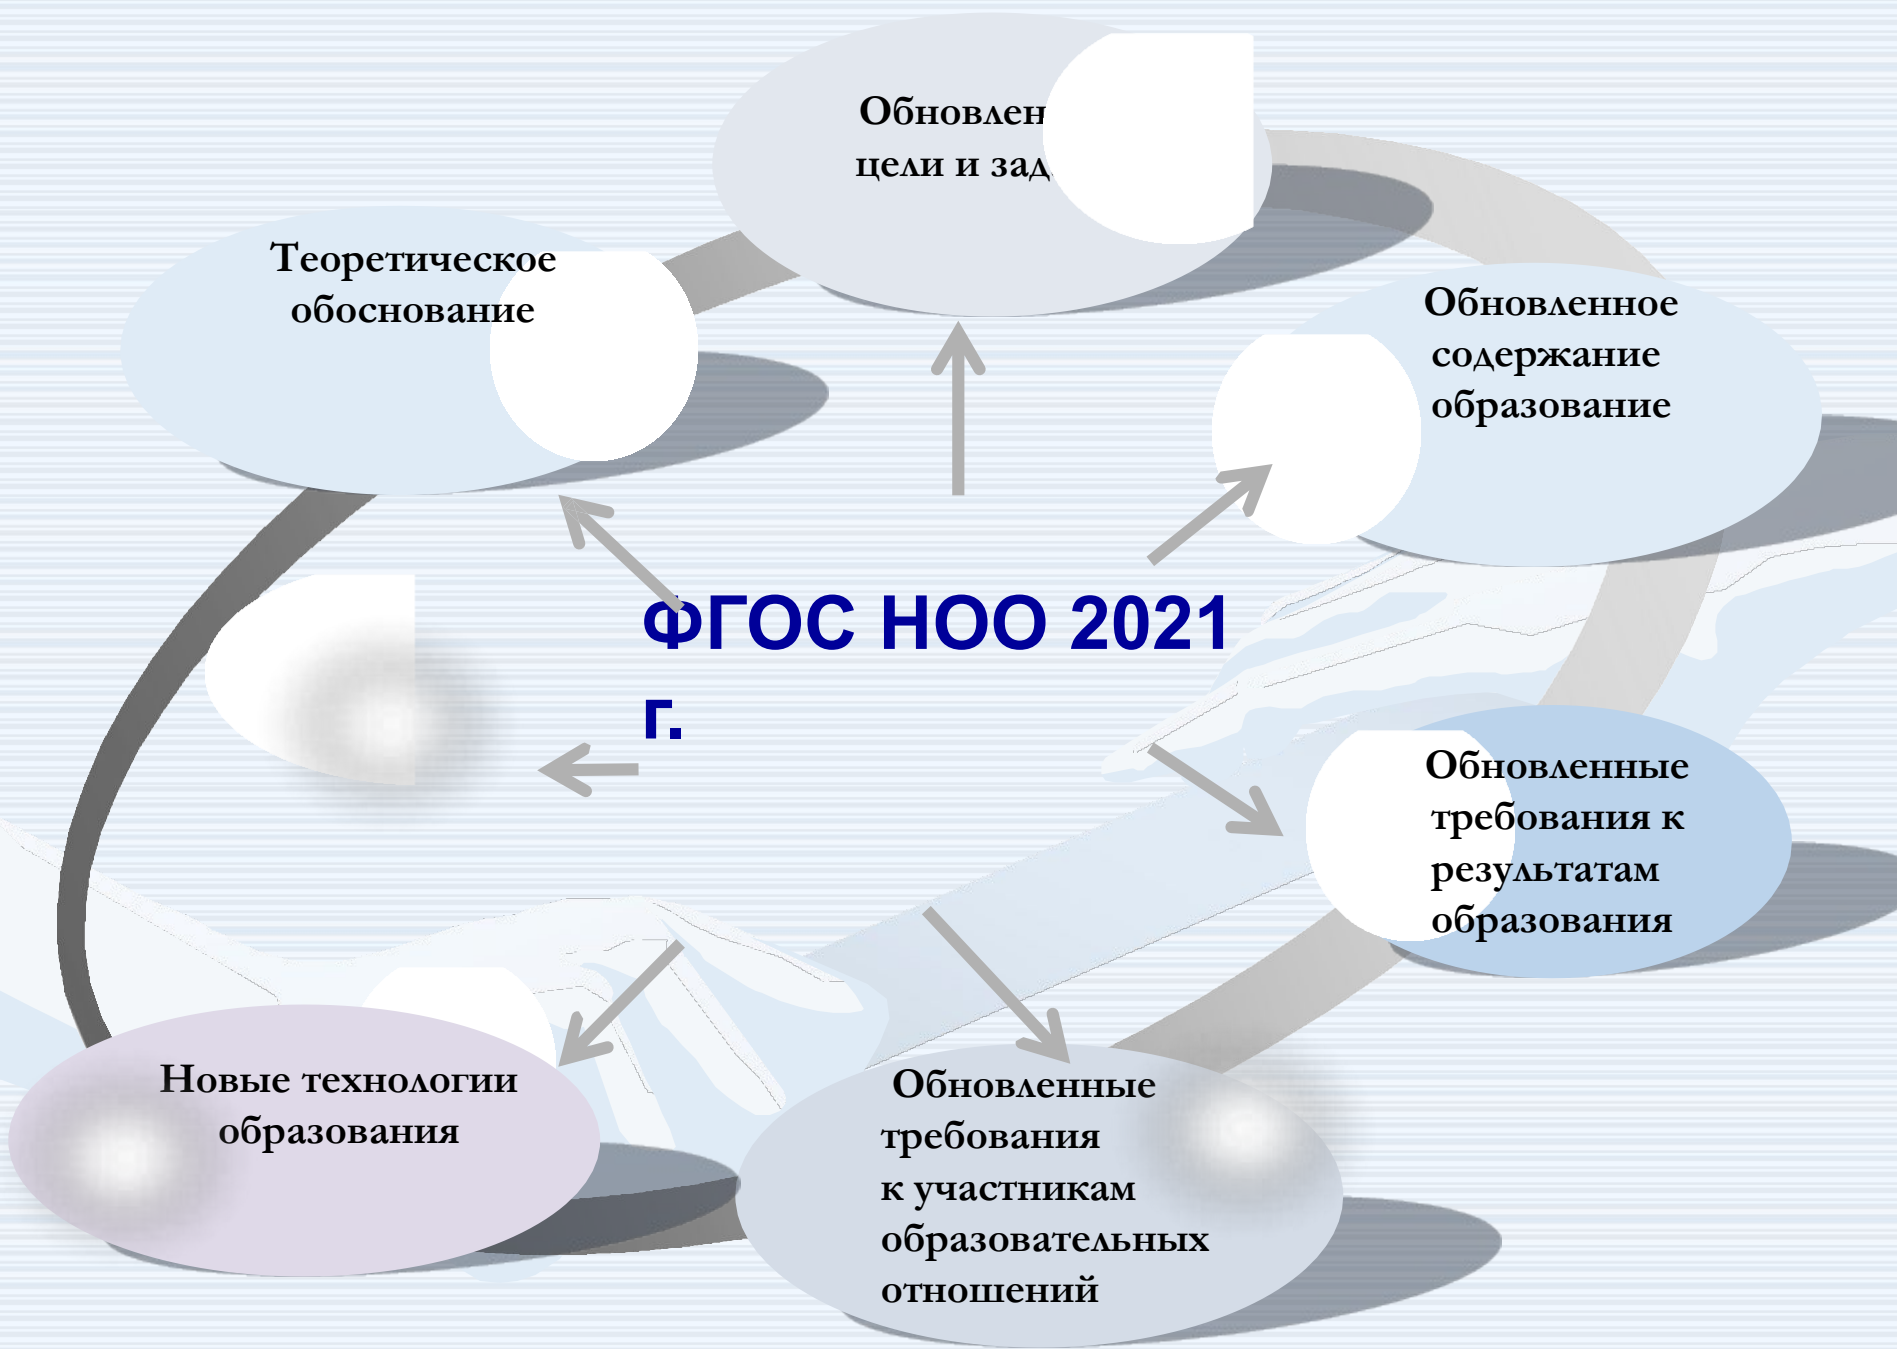 Обновлен
цели и зад
Теоретическое
обоснование
Обновленное
содержание
образование
ФГОС НОО 2021
г.
Обновленные
требования к
результатам
образования
Новые технологии
образования
Обновленные
требования
к участникам
образовательных
отношений